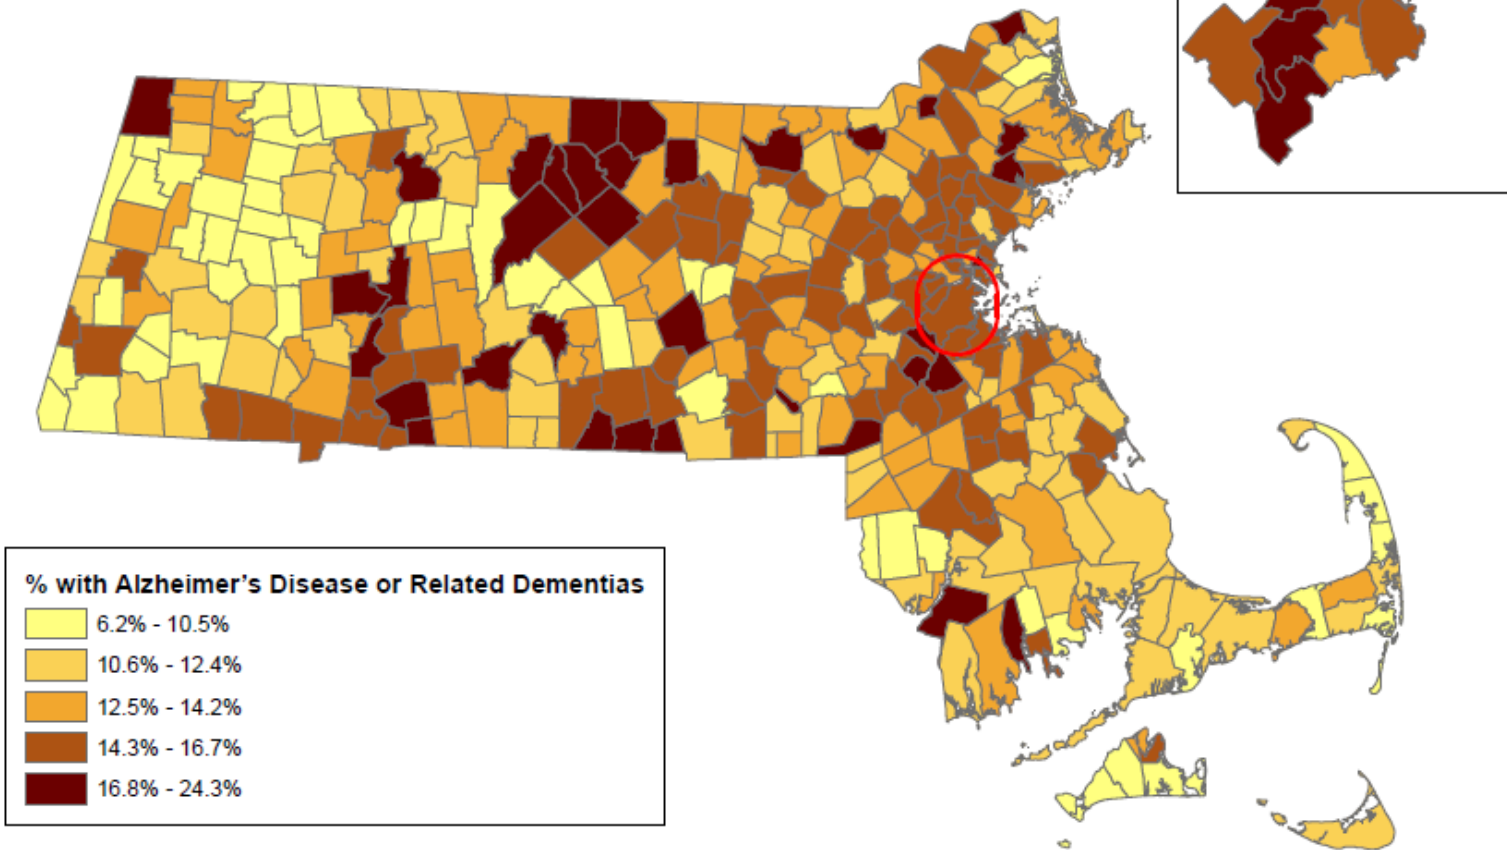 % with Alzheimer's Disease or Related Dementias
6.2% - 10.5%
10.6% - 12.4%
12.5% - 14.2%
14.3% - 16.7%
16.8% - 24.3%